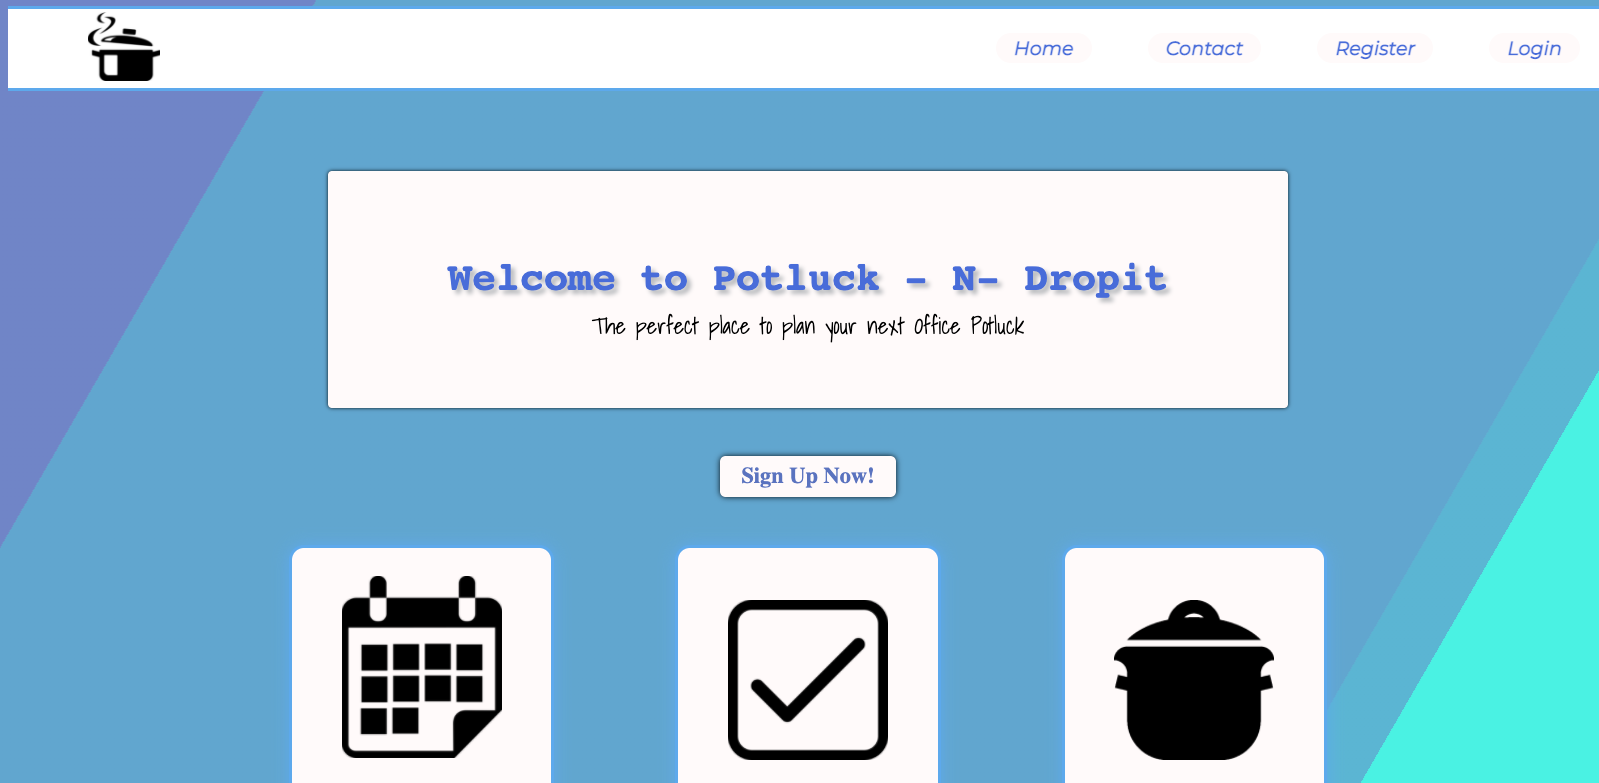 Home Contact Register Login
Welcome to Potluck - N- Dropit
The perfect place to plan your next Office Potluck
Sign Up Now!